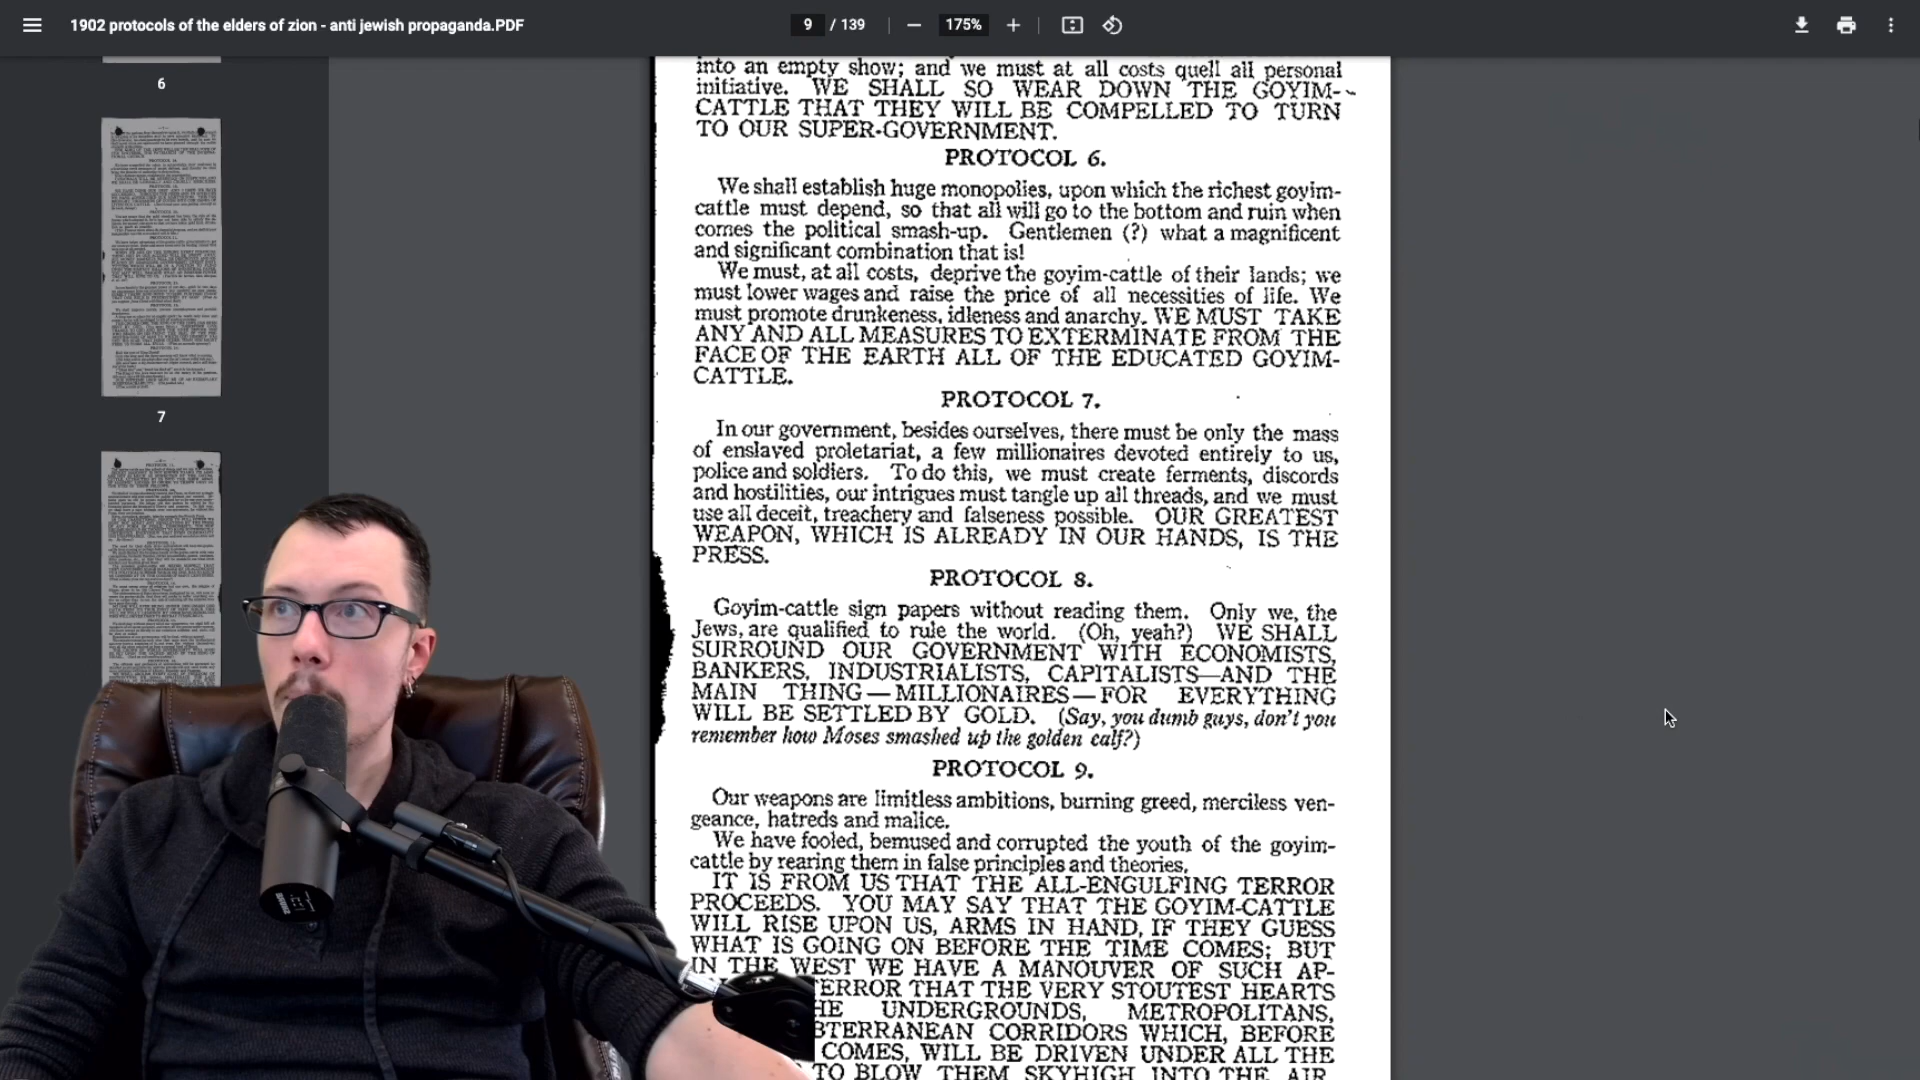 1902 protocols of the elders of zion - anti jewish propaganda.PDF
9 / 139
175%
6
7
into an empty show; and we must at all costs quell all personal
initiative. WE SHALL SO WEAR DOWN THE GOYIM-
CATTLE THAT THEY WILL BE COMPELLED TO TURN
TO OUR SUPER-GOVERNMENT.
PROTOCOL 6.
We shall establish huge monopolies, upon which the richest goyim-
cattle must depend, so that all will go to the bottom and ruin when
comes the political smash-up. Gentlemen (?) what a magnificent
and significant combination that is!
We must, at all costs, deprive the goyim-cattle of their lands; we
must lower wages and raise the price of all necessities of life. We
must promote drunkeness, idleness and anarchy. WE MUST TAKE
ANY AND ALL MEASURES TO EXTERMINATE FROM THE
FACE OF THE EARTH ALL OF THE EDUCATED GOYIM-
CATTLE.
PROTOCOL 7.
In our government, besides ourselves, there must be only the mass
of enslaved proletariat, a few millionaires devoted entirely to us,
police and soldiers. To do this, we must create ferments, discords
and hostilities, our intrigues must tangle up all threads, and we must
use all deceit, treachery and falseness possible. OUR GREATEST
WEAPON, WHICH IS ALREADY IN OUR HANDS, IS THE
PRESS.
PROTOCOL 8.
Goyim-cattle sign papers without reading them. Only we, the
Jews, are qualified to rule the world. (Oh, yeah?) WE SHALL
SURROUND OUR GOVERNMENT WITH ECONOMISTS,
BANKERS, INDUSTRIALISTS, CAPITALISTS—AND THE
MAIN THING—MILLIONAIRES—FOR EVERYTHING
WILL BE SETTLED BY GOLD. (Say, you dumb guys, don't you
remember how Moses smashed up the golden calf?)
PROTOCOL 9.
Our weapons are limitless ambitions, burning greed, merciless ven-
geance, hatreds and malice.
We have fooled, bemused and corrupted the youth of the goyim-
cattle by rearing them in false principles and theories.
IT IS FROM US THAT THE ALL-ENGULFING TERROR
PROCEEDS. YOU MAY SAY THAT THE GOYIM-CATTLE
WILL RISE UPON US, ARMS IN HAND, IF THEY GUESS
WHAT IS GOING ON BEFORE THE TIME COMES; BUT
IN THE WEST WE HAVE A MANOUVER OF SUCH AP-
ERROR THAT THE VERY STOUTEST HEARTS
HE UNDERGROUNDS, METROPOLITANS,
BTERRANEAN CORRIDORS WHICH, BEFORE
COMES, WILL BE DRIVEN UNDER ALL THE
TO BLOW THEM SKYHIGH INTO THE AIR